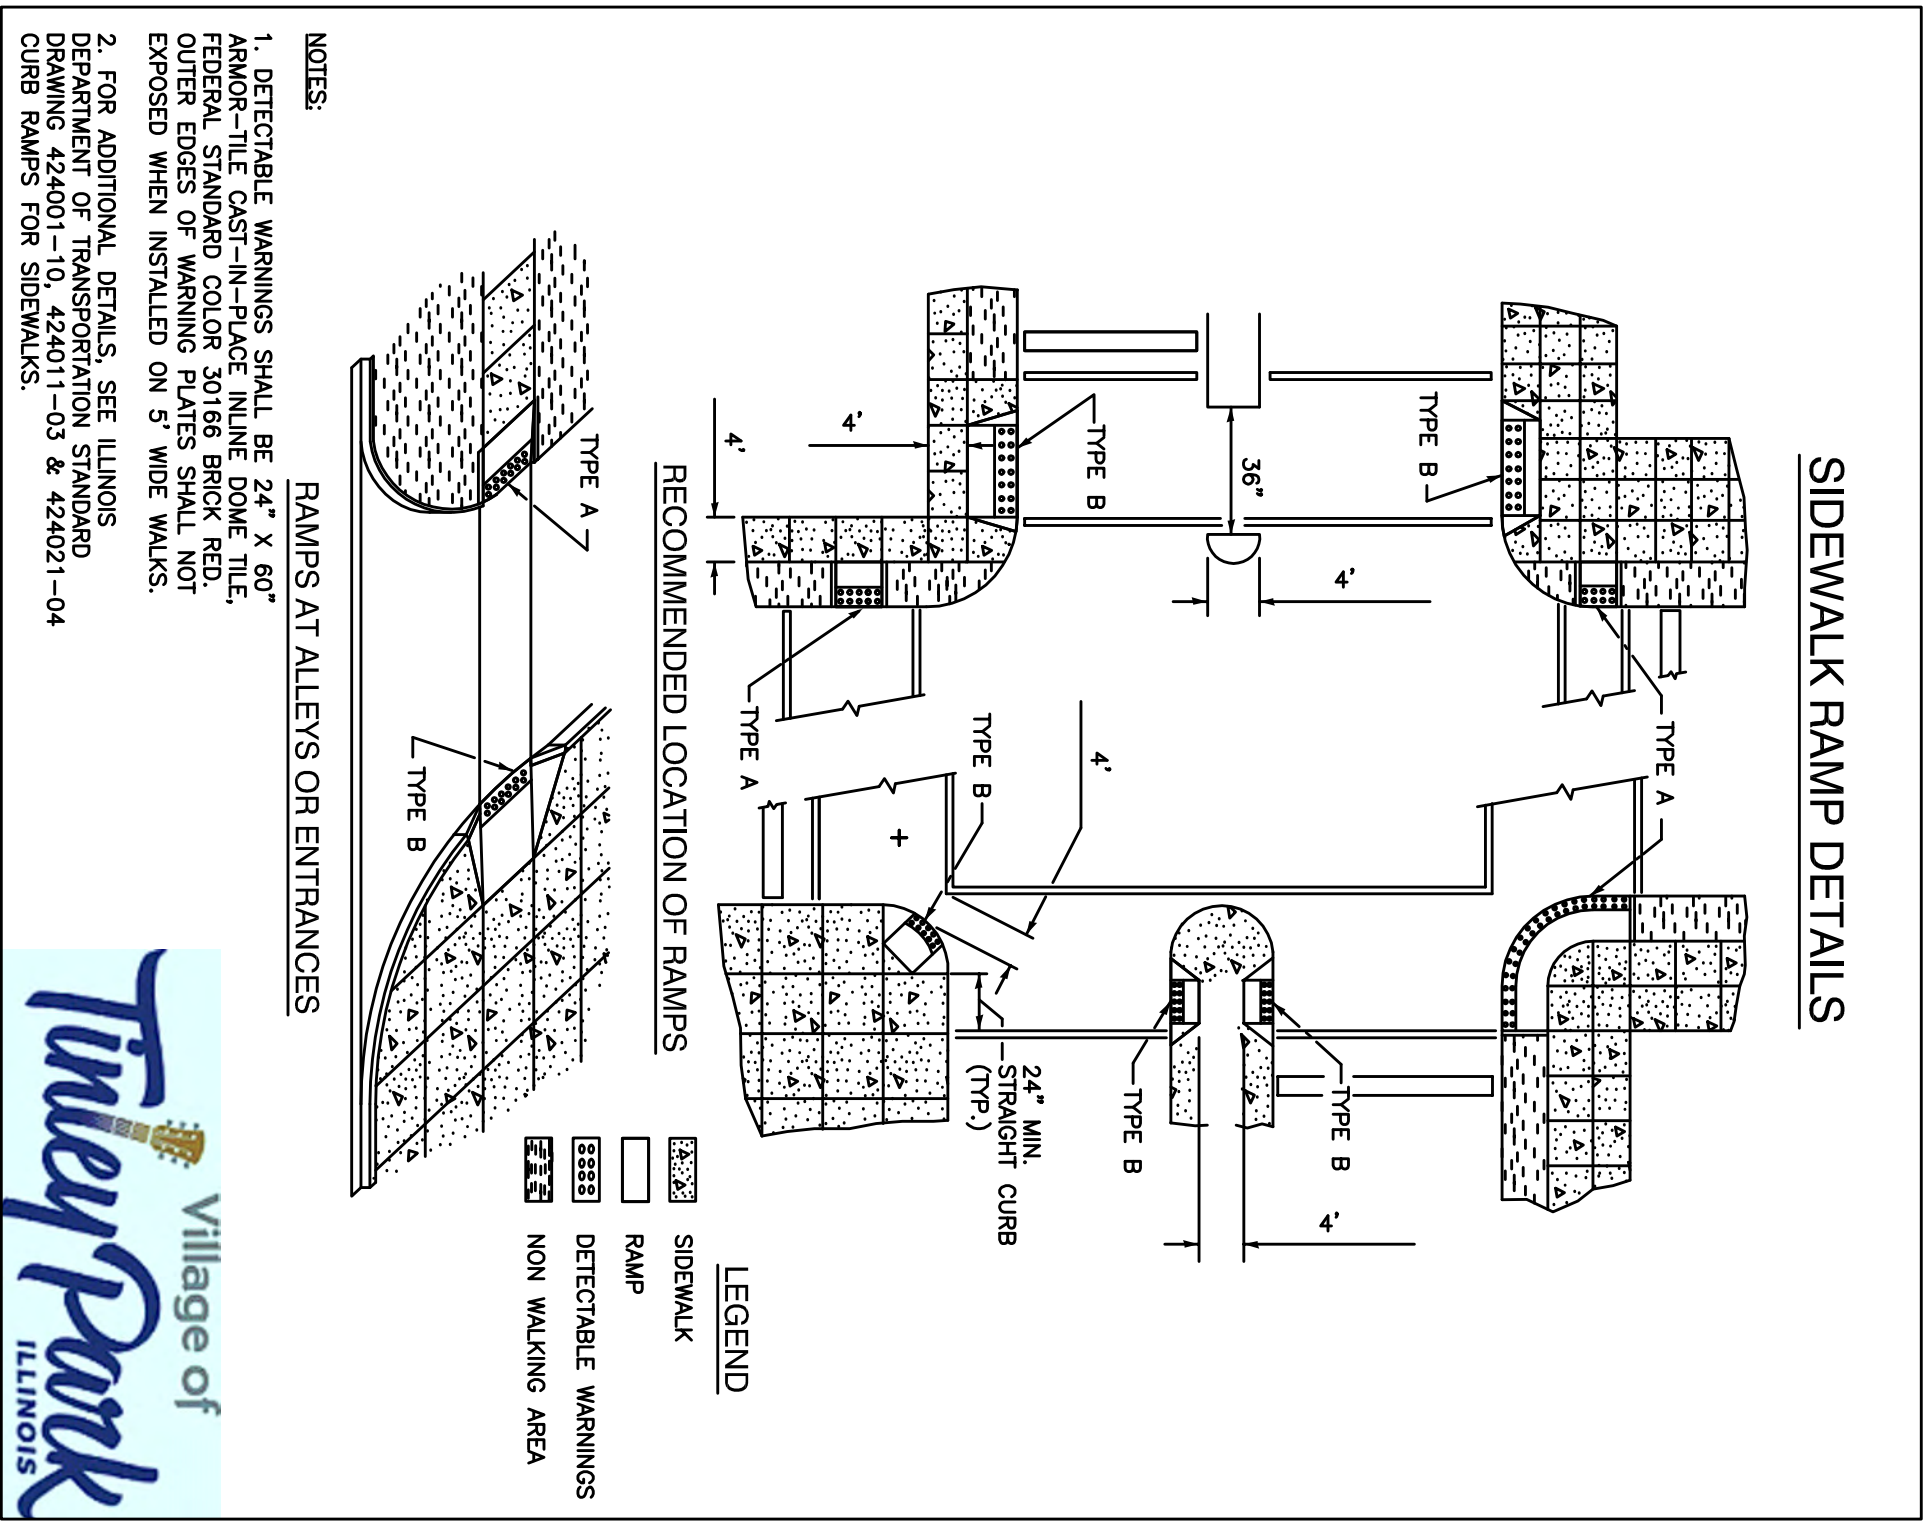 SIDEWALK RAMP DETAILS
TYPE B
TYPE A
4'
36"
TYPE B
4'
4'
TYPE A
TYPE A
TYPE B
4'
TYPE B
TYPE B
4'
24" MIN.
STRAIGHT CURB
(TYP.)
RECOMMENDED LOCATION OF RAMPS
LEGEND
SIDEWALK
RAMP
DETECTABLE WARNINGS
NON WALKING AREA
TYPE A
TYPE B
RAMPS AT ALLEYS OR ENTRANCES
NOTES:
1. DETECTABLE WARNINGS SHALL BE 24" X 60"
ARMOR-TILE CAST-IN-PLACE INLINE DOME TILE,
FEDERAL STANDARD COLOR 30166 BRICK RED.
OUTER EDGES OF WARNING PLATES SHALL NOT
EXPOSED WHEN INSTALLED ON 5' WIDE WALKS.
2. FOR ADDITIONAL DETAILS, SEE ILLINOIS
DEPARTMENT OF TRANSPORTATION STANDARD
DRAWING 424001-10, 424011-03 & 424021-04
CURB RAMPS FOR SIDEWALKS.
Village of
Tinley Park
ILLINOIS